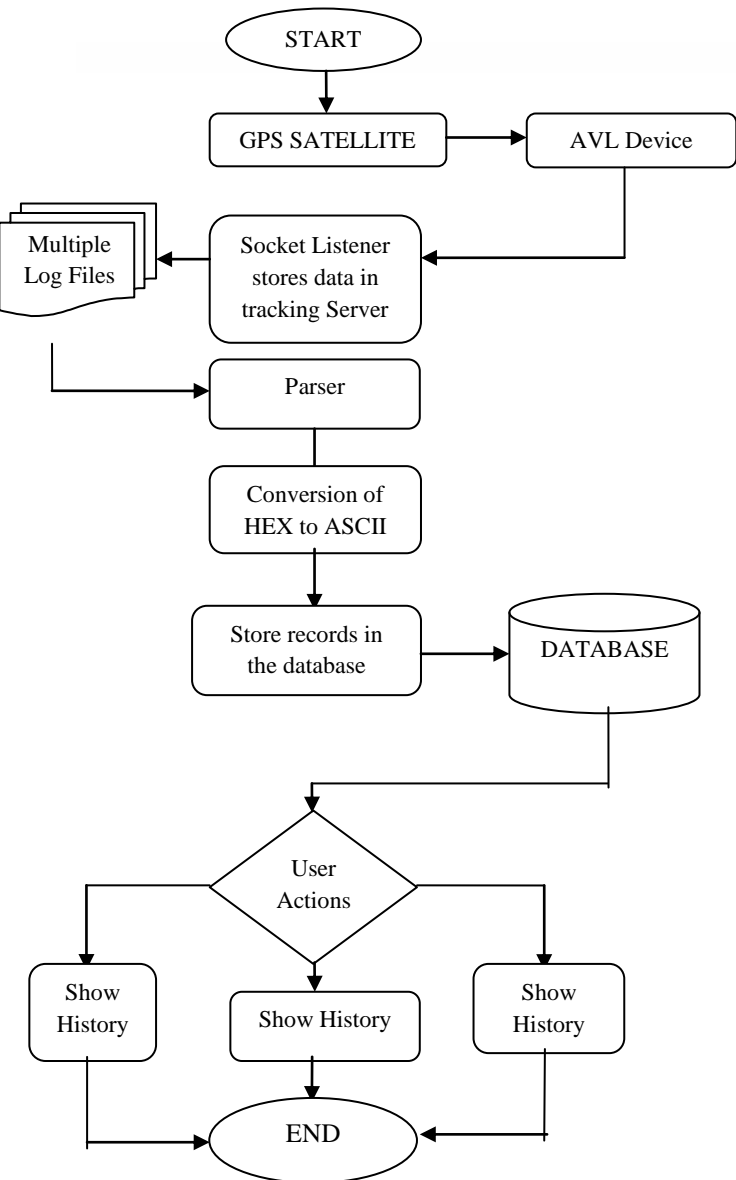 START
GPS SATELLITE
AVL Device
Multiple
Log Files
Socket Listener
stores data in
tracking Server
Parser
Conversion of
HEX to ASCII
Store records in
the database
DATABASE
User
Actions
Show
History
Show History
Show
History
END